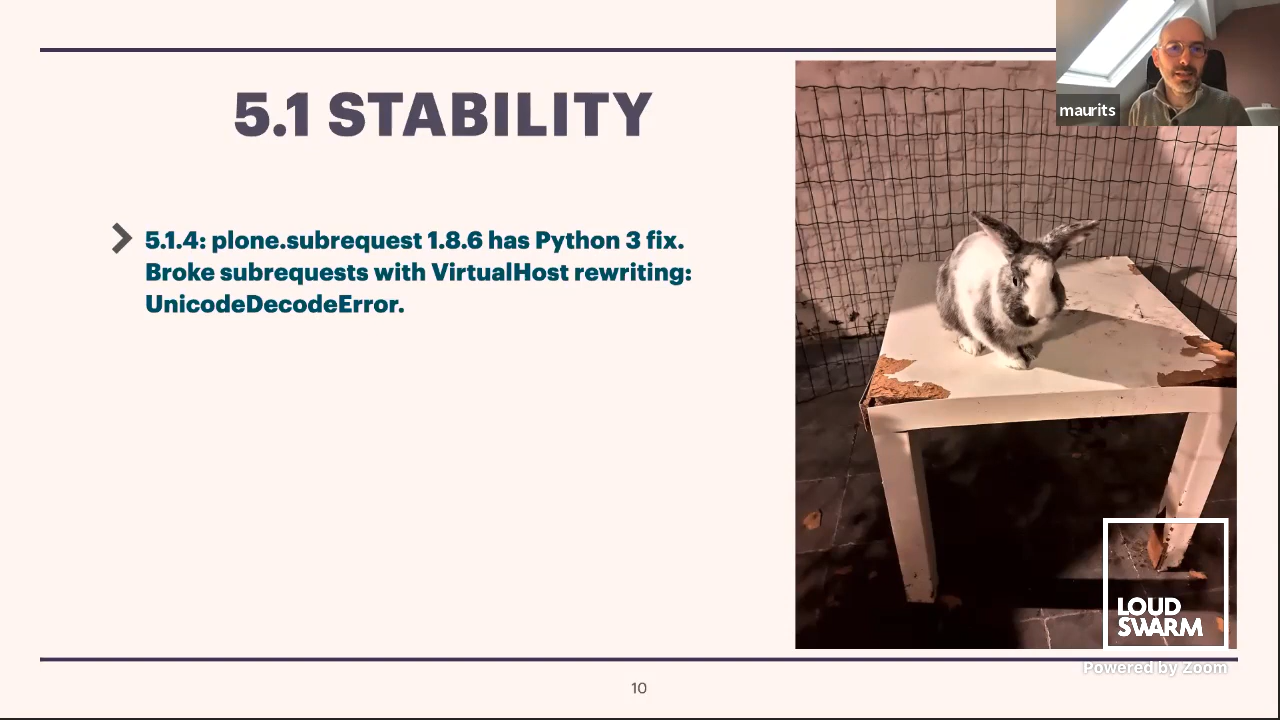 maurits
5.1 STABILITY
5.1.4: plone.subrequest 1.8.6 has Python 3 fix.
Broke subrequests with VirtualHost rewriting:
UnicodeDecodeError.
LOUD
SWARM
Powered by Zoom
10